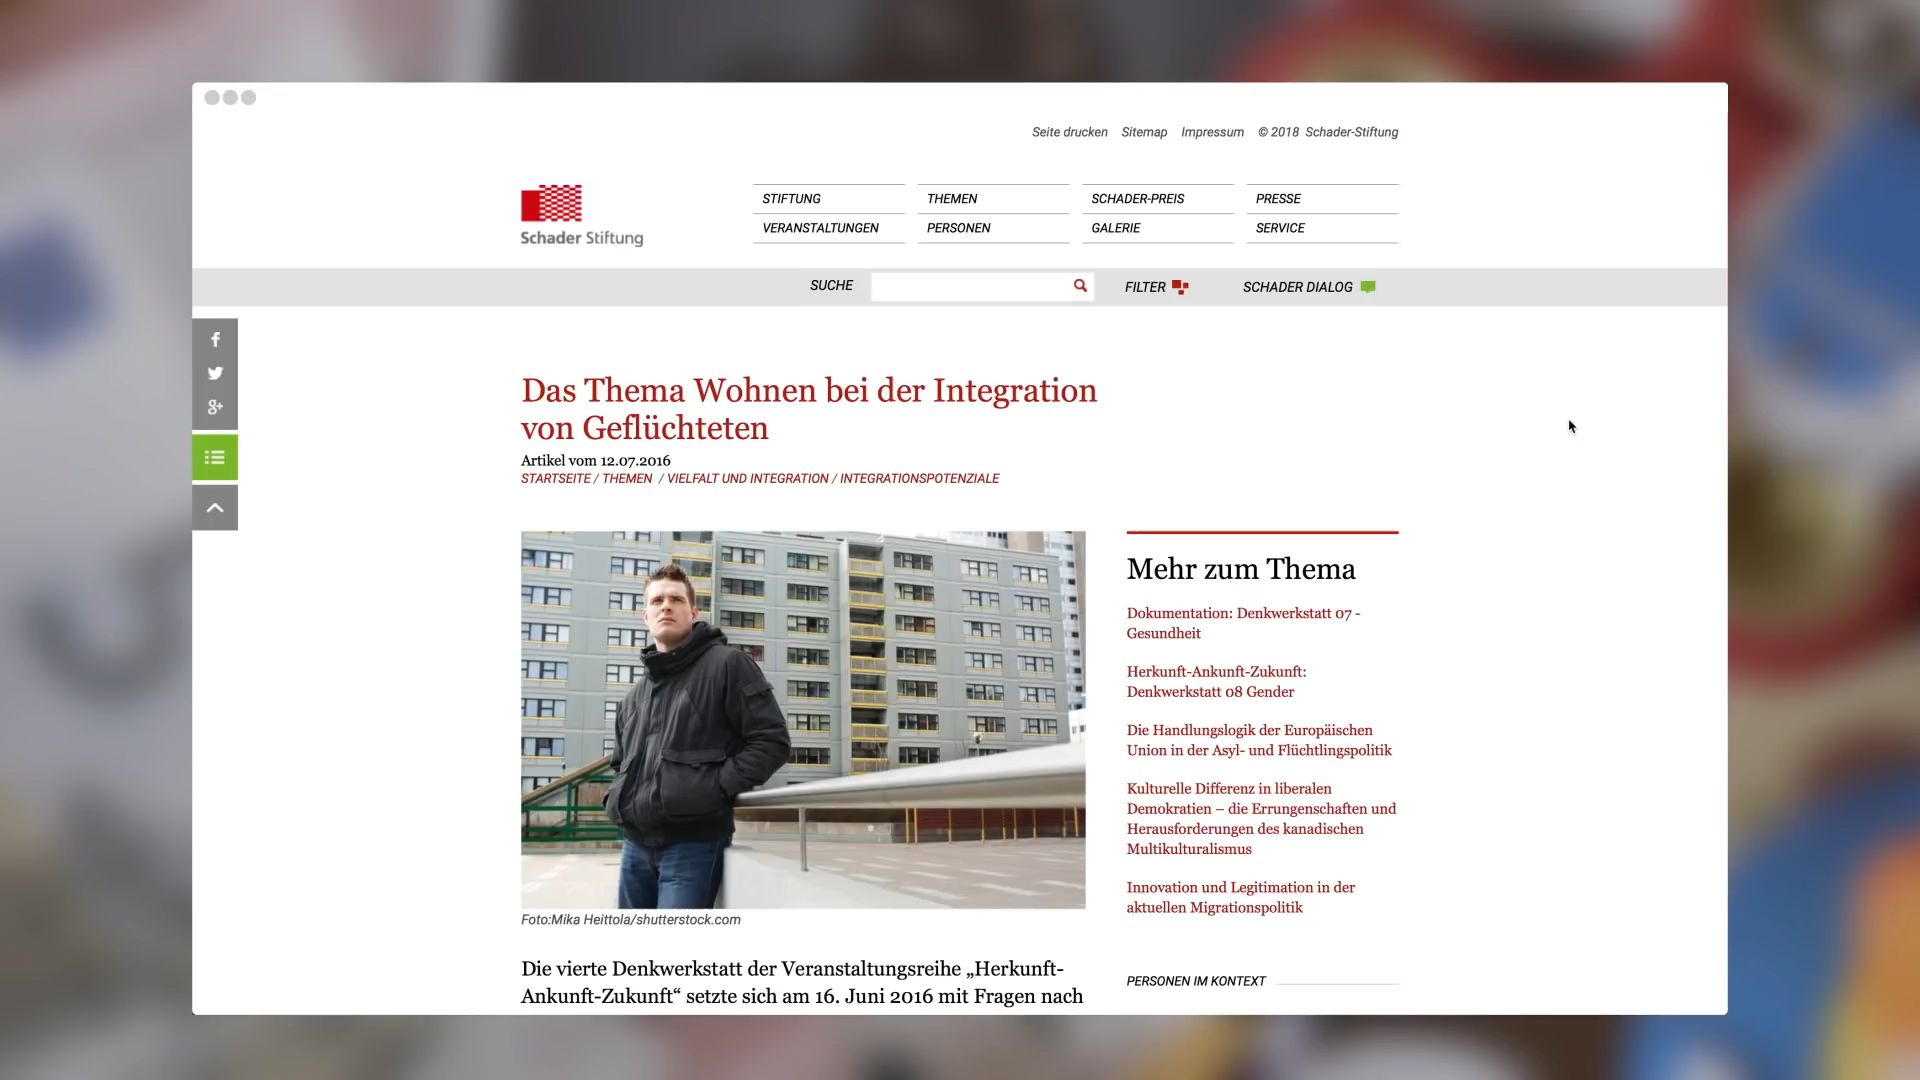 Seite drucken Sitemap Impressum © 2018 Schader-Stiftung
Schader Stiftung
STIFTUNG THEMEN SCHADER-PREIS PRESSE
VERANSTALTUNGEN PERSONEN GALERIE SERVICE
SUCHE FILTER SCHADER DIALOG
Das Thema Wohnen bei der Integration
von Geflüchteten
Artikel vom 12.07.2016
STARTSEITE / THEMEN / VIELFALT UND INTEGRATION / INTEGRATIONSPOTENZIALE
Foto:Mika Heittola/shutterstock.com
Die vierte Denkwerkstatt der Veranstaltungsreihe „Herkunft-
Ankunft-Zukunft“ setzte sich am 16. Juni 2016 mit Fragen nach
Mehr zum Thema
Dokumentation: Denkwerkstatt 07 -
Gesundheit
Herkunft-Ankunft-Zukunft:
Denkwerkstatt 08 Gender
Die Handlungslogik der Europäischen
Union in der Asyl- und Flüchtlingspolitik
Kulturelle Differenz in liberalen
Demokratien – die Errungenschaften und
Herausforderungen des kanadischen
Multikulturalismus
Innovation und Legitimation in der
aktuellen Migrationspolitik
PERSONEN IM KONTEXT